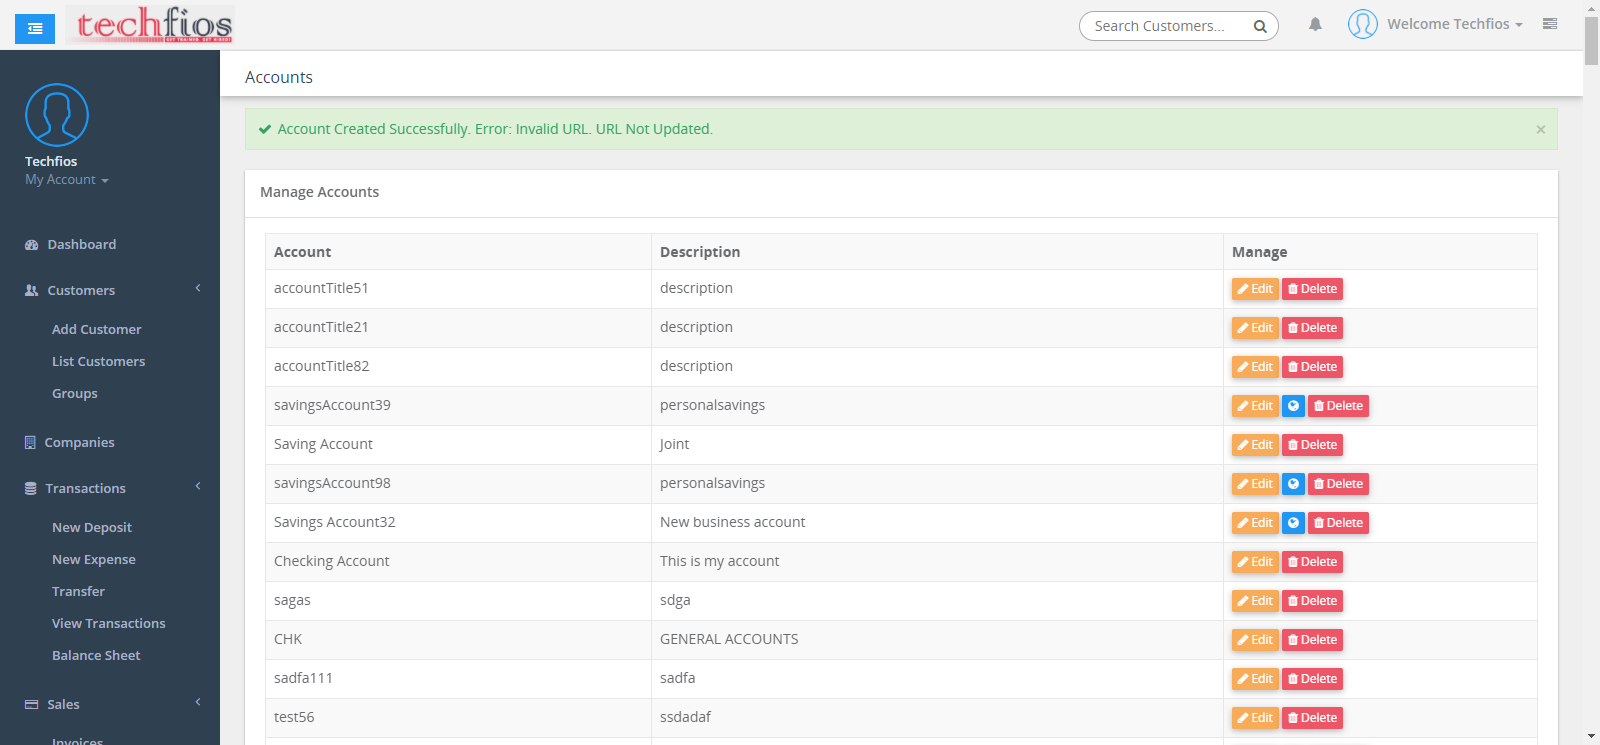 techfios
GET TRAINED. GET HIRED!
Search Customers...
Welcome Techfios
Techfios
My Account
Dashboard
Customers
Add Customer
List Customers
Groups
Companies
Transactions
New Deposit
New Expense
Transfer
View Transactions
Balance Sheet
Sales
Invoices
Accounts
Account Created Successfully. Error: Invalid URL. URL Not Updated. ×
Manage Accounts
Account Description Manage
accountTitle51 description Edit Delete
accountTitle21 description Edit Delete
accountTitle82 description Edit Delete
savingsAccount39 personalsavings Edit Delete
Saving Account Joint Edit Delete
savingsAccount98 personalsavings Edit Delete
Savings Account32 New business account Edit Delete
Checking Account This is my account Edit Delete
sagas sdga Edit Delete
CHK GENERAL ACCOUNTS Edit Delete
sadfa111 sadfa Edit Delete
test56 ssdadaf Edit Delete